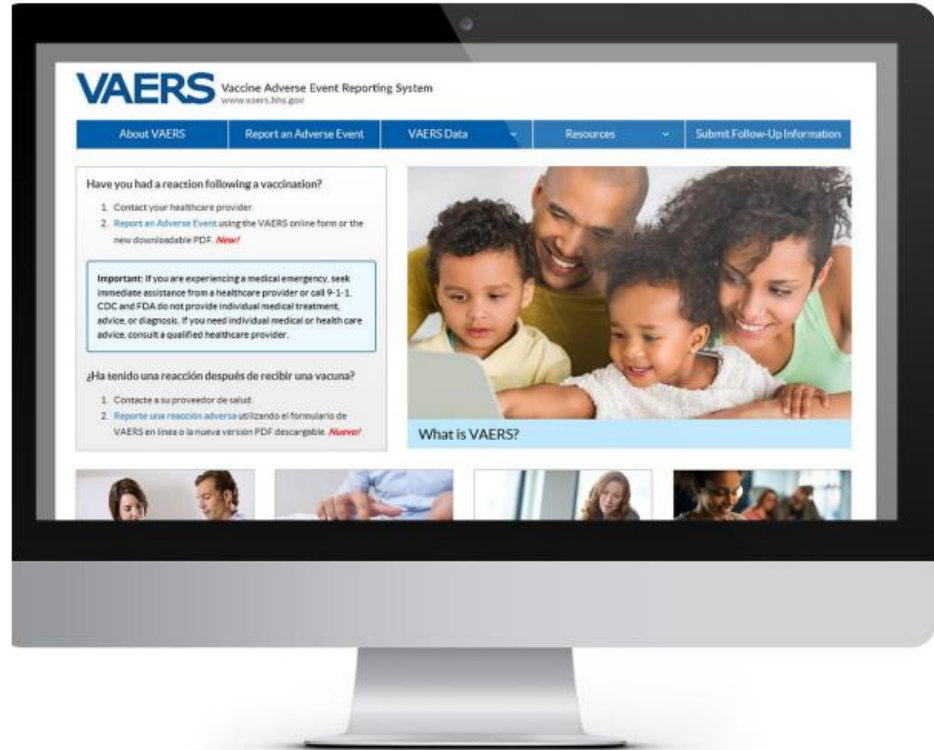 VAERS Vaccine Adverse Event Reporting System
www.vaers.hhs.gov
About VAERS Report an Adverse Event VAERS Data Resources Submit Follow-Up Information
Have you had a reaction following a vaccination?
1. Contact your healthcare provider.
2. Report an Adverse Event using the VAERS online form or the
new downloadable PDF. New!
Important: If you are experiencing a medical emergency, seek
immediate assistance from a healthcare provider or call 9-1-1.
CDC and FDA do not provide individual medical treatment,
advice, or diagnosis. If you need individual medical or health care
advice, consult a qualified healthcare provider.
¿Ha tenido una reacción después de recibir una vacuna?
1. Contacte a su proveedor de salud.
2. Reporte una reacción adversa utilizando el formulario de
VAERS en línea o la nueva versión PDF descargable. Nuevo!
What is VAERS?